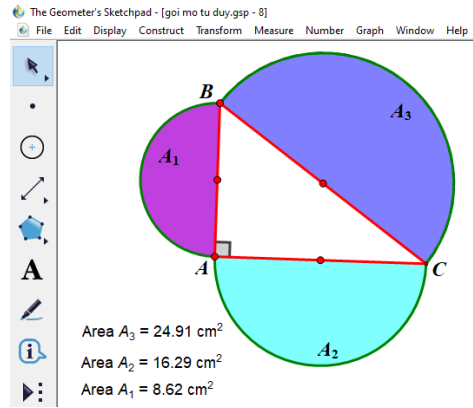 The Geometer's Sketchpad - [goi mo tu duy.gsp - 8]
File Edit Display Construct Transform Measure Number Graph Window Help
B
A₃
A₁
A
C
A
A₂
Area A₃ = 24.91 cm²
Area A₂ = 16.29 cm²
Area A₁ = 8.62 cm²